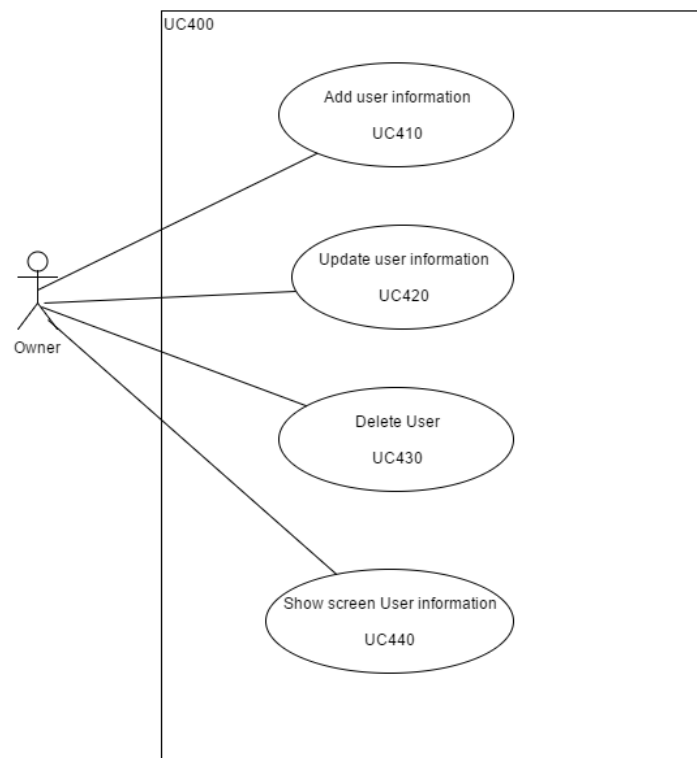 UC400
Add user information
UC410
Update user information
UC420
Owner
Delete User
UC430
Show screen User information
UC440